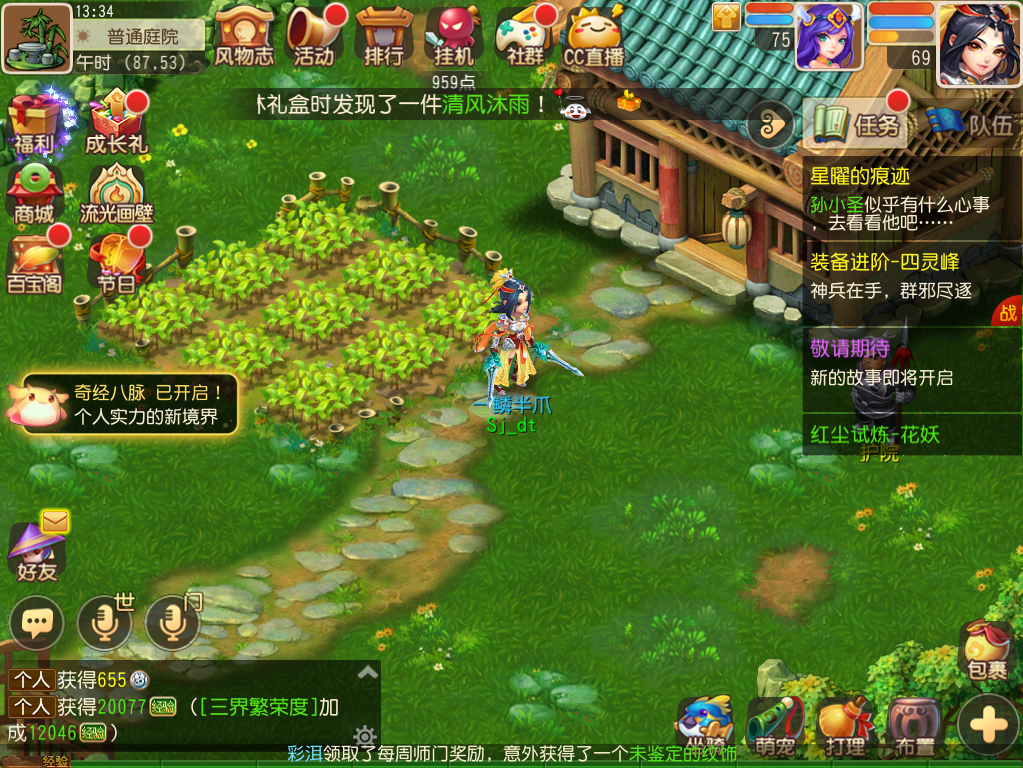 13:34
普通庭院
午时 (87,53)
风物志
活动
排行
挂机
959点
社群
CC直播
75
69
礼盒时发现了一件清风沐雨！
福利
成长礼
商城
流光画壁
百宝阁
节日
任务
队伍
星曜的痕迹
孙小圣似乎有什么心事
，去看看他吧……
装备进阶-四灵峰
神兵在手，群邪尽逐
战
敬请期待
新的故事即将开启
红尘试炼-花妖
护院
奇经八脉 已开启！
个人实力的新境界
一鳞半爪
Sj_dt
好友
世
门
个人 获得655
个人 获得20077经验（[三界繁荣度]加
成12046经验）
包裹
坐骑
萌宠
打理
布置
彩洱领取了每周师门奖励，意外获得了一个未鉴定的纹饰
经验